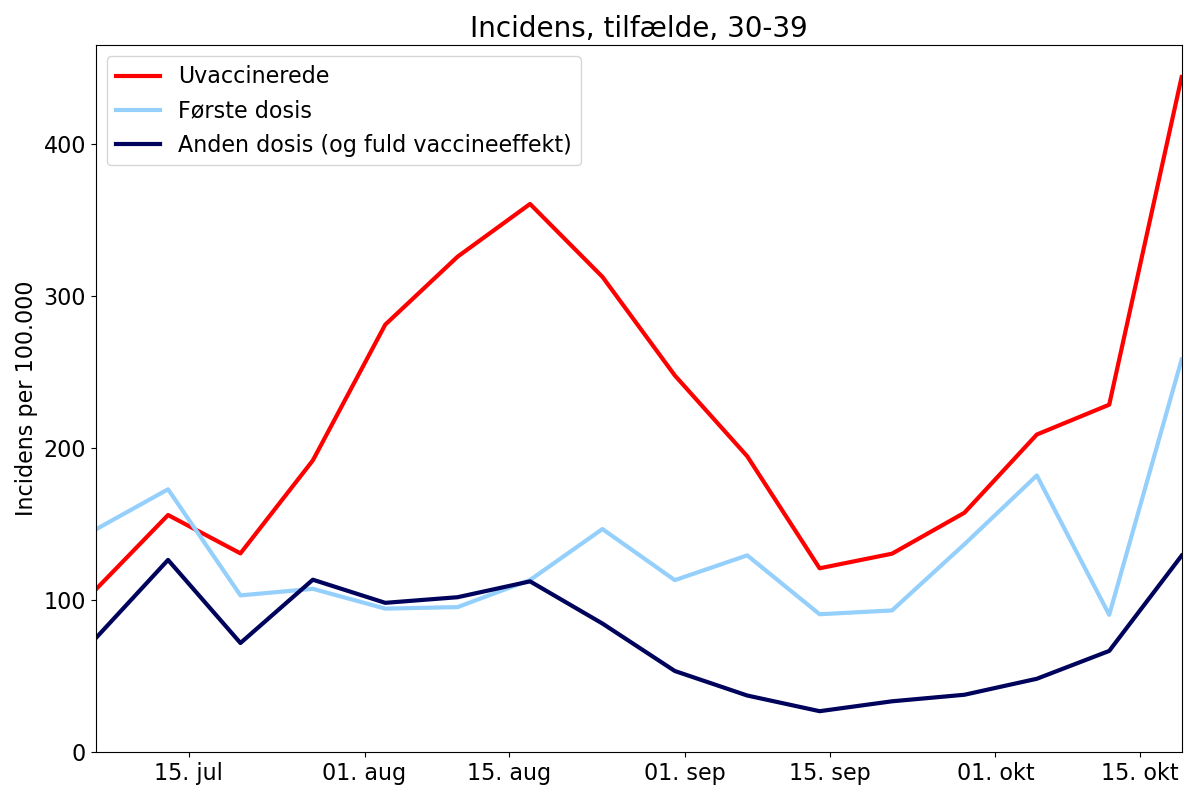 Incidens, tilfælde, 30-39
Uvaccinerede
Første dosis
Anden dosis (og fuld vaccineeffekt)
Incidens per 100.000
400
300
200
100
0
15. jul
01. aug
15. aug
01. sep
15. sep
01. okt
15. okt